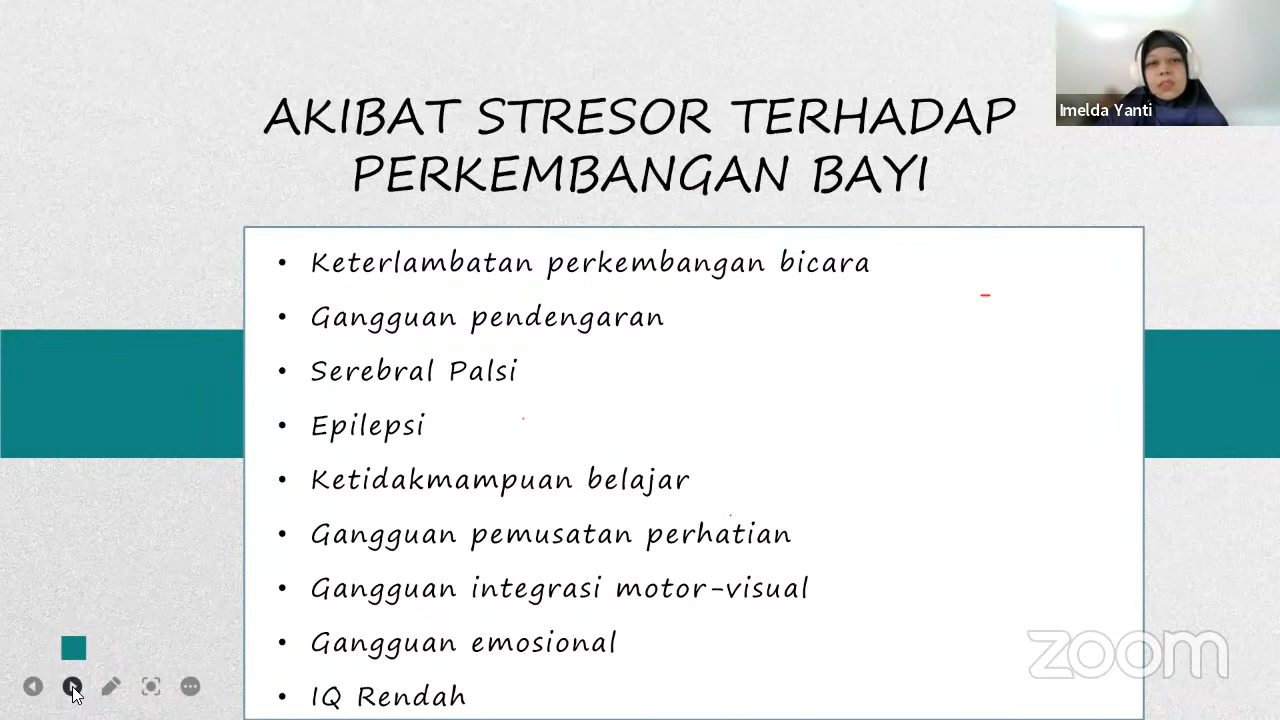 AKIBAT STRESOR TERHADAP
PERKEMBANGAN BAYI
Imelda Yanti
• Keterlambatan perkembangan bicara
• Gangguan pendengaran
• Serebral Palsi
• Epilepsi
• Ketidakmampuan belajar
• Gangguan pemusatan perhatian
• Gangguan integrasi motor-visual
• Gangguan emosional
• IQ Rendah
zoom